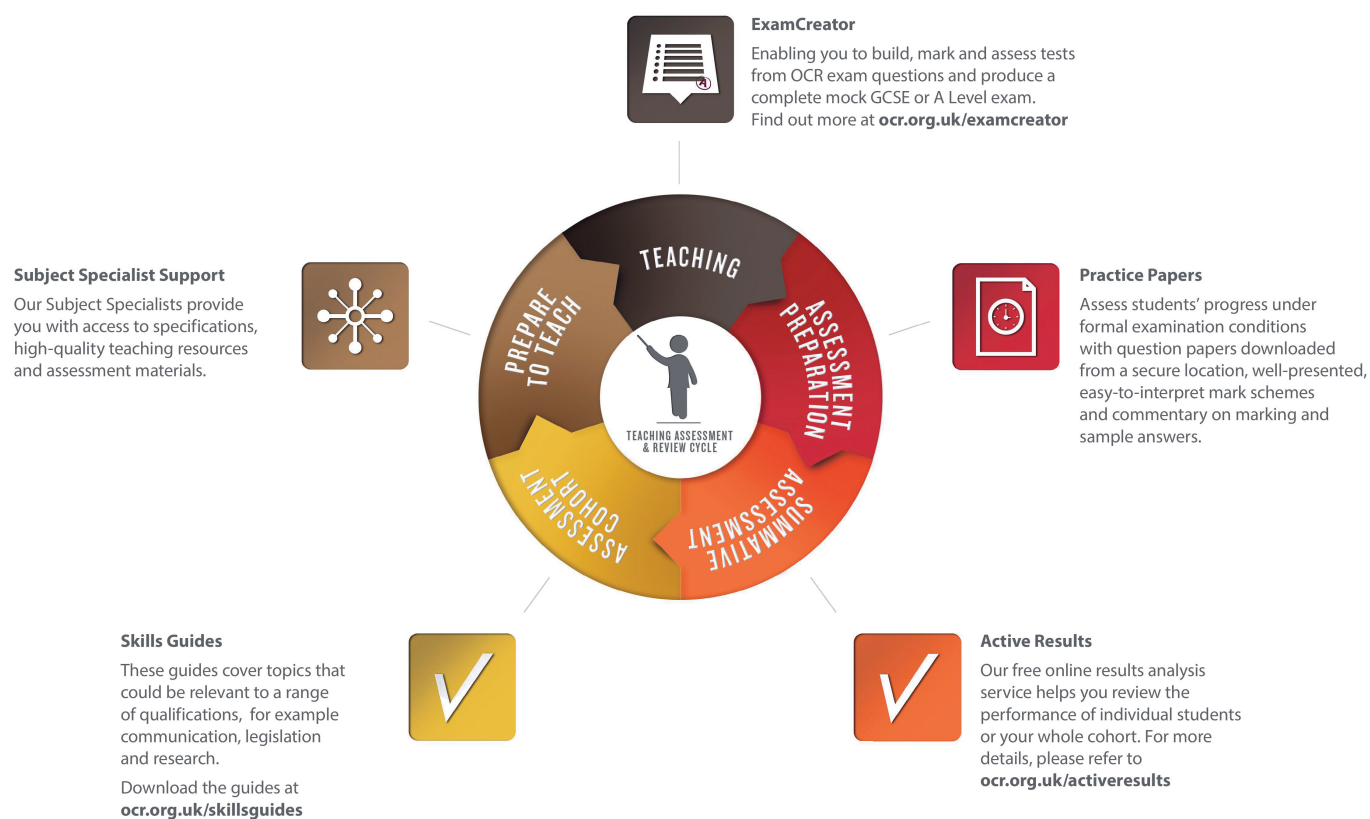 ExamCreator
Enabling you to build, mark and assess tests
from OCR exam questions and produce a
complete mock GCSE or A Level exam.
Find out more at ocr.org.uk/examcreator
A
TEACHING
Subject Specialist Support
Our Subject Specialists provide
you with access to specifications,
high-quality teaching resources
and assessment materials.
PREPARE
TO TEACH
ASSESSMENT
PREPARATION
Practice Papers
Assess students’ progress under
formal examination conditions
with question papers downloaded
from a secure location, well-presented,
easy-to-interpret mark schemes
and commentary on marking and
sample answers.
TEACHING ASSESSMENT
& REVIEW CYCLE
ASSESSMENT
COHORT
SUMMATIVE
ASSESSMENT
Skills Guides
These guides cover topics that
could be relevant to a range
of qualifications, for example
communication, legislation
and research.
Download the guides at
ocr.org.uk/skillsguides
Active Results
Our free online results analysis
service helps you review the
performance of individual students
or your whole cohort. For more
details, please refer to
ocr.org.uk/activeresults